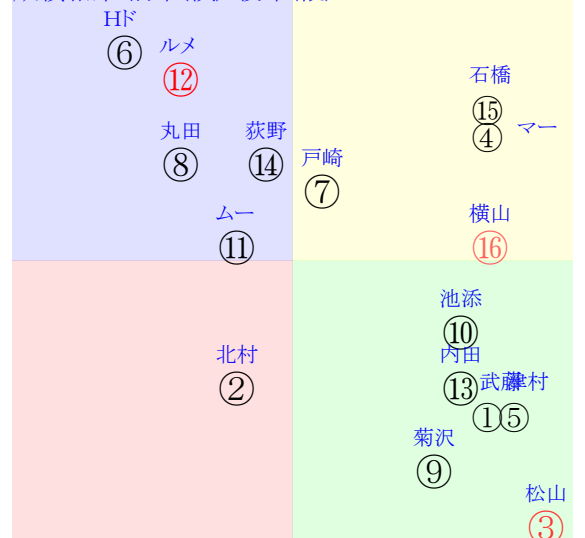 Hド
⑥
ルメ
⑫
石橋
⑮
④ マー
丸田
⑧
荻野
⑭
戸崎
⑦
ムー
⑪
横山
⑯
池添
⑩
内田
⑬
北村
②
武藤
①
⑤
菊沢
⑨
松山
③